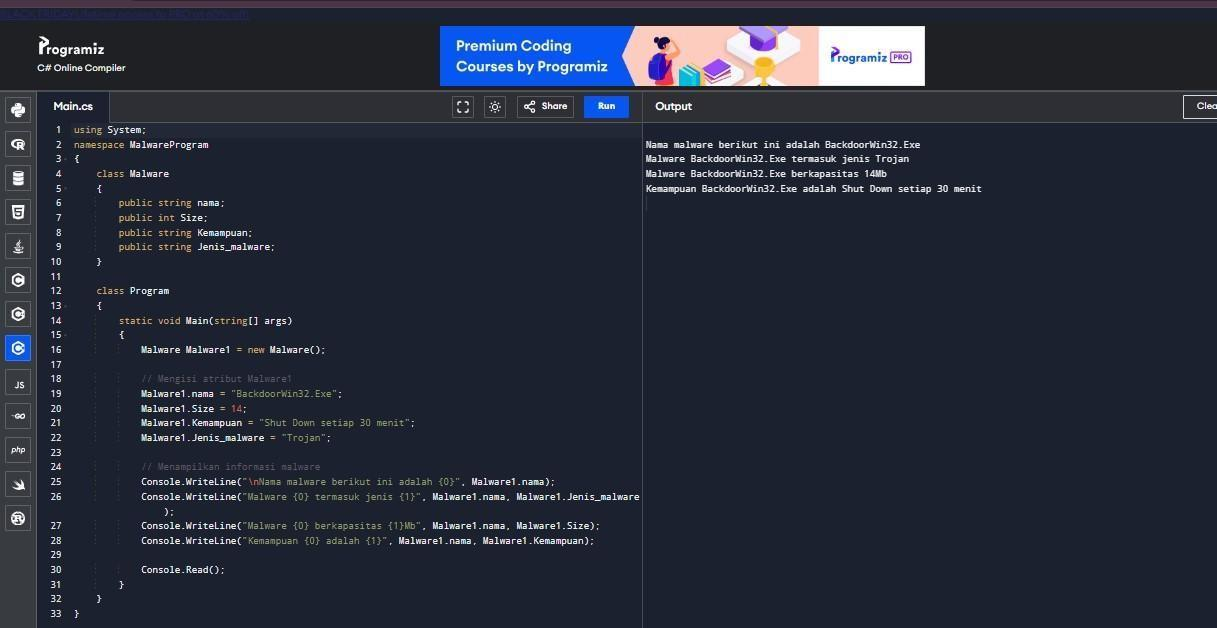 BLACK FRIDAY
Programiz
C# Online Compiler
Premium Coding
Courses by Programiz
Programiz PRO
Main.cs
Share
Run
Output
Clea
1 using System;
2 namespace MalwareProgram
3 {
4 class Malware
5 {
6 public string nama;
7 public int Size;
8 public string Kemampuan;
9 public string Jenis_malware;
10 }
11
12 class Program
13 {
14 static void Main(string[] args)
15 {
16 Malware Malware1 = new Malware();
17
18 // Mengisi atribut Malware1
19 Malware1.nama = "BackdoorWin32.Exe";
20 Malware1.Size = 14;
21 Malware1.Kemampuan = "Shut Down setiap 30 menit";
22 Malware1.Jenis_malware = "Trojan";
23
24 // Menampilkan informasi malware
25 Console.WriteLine("\nNama malware berikut ini adalah {0}", Malware1.nama);
26 Console.WriteLine("Malware {0} termasuk jenis {1}", Malware1.nama, Malware1.Jenis_malware
);
27 Console.WriteLine("Malware {0} berkapasitas {1}Mb", Malware1.nama, Malware1.Size);
28 Console.WriteLine("Kemampuan {0} adalah {1}", Malware1.nama, Malware1.Kemampuan);
29
30 Console.Read();
31 }
32 }
33 }
Nama malware berikut ini adalah BackdoorWin32.Exe
Malware BackdoorWin32.Exe termasuk jenis Trojan
Malware BackdoorWin32.Exe berkapasitas 14Mb
Kemampuan BackdoorWin32.Exe adalah Shut Down setiap 30 menit
JS
GO
php